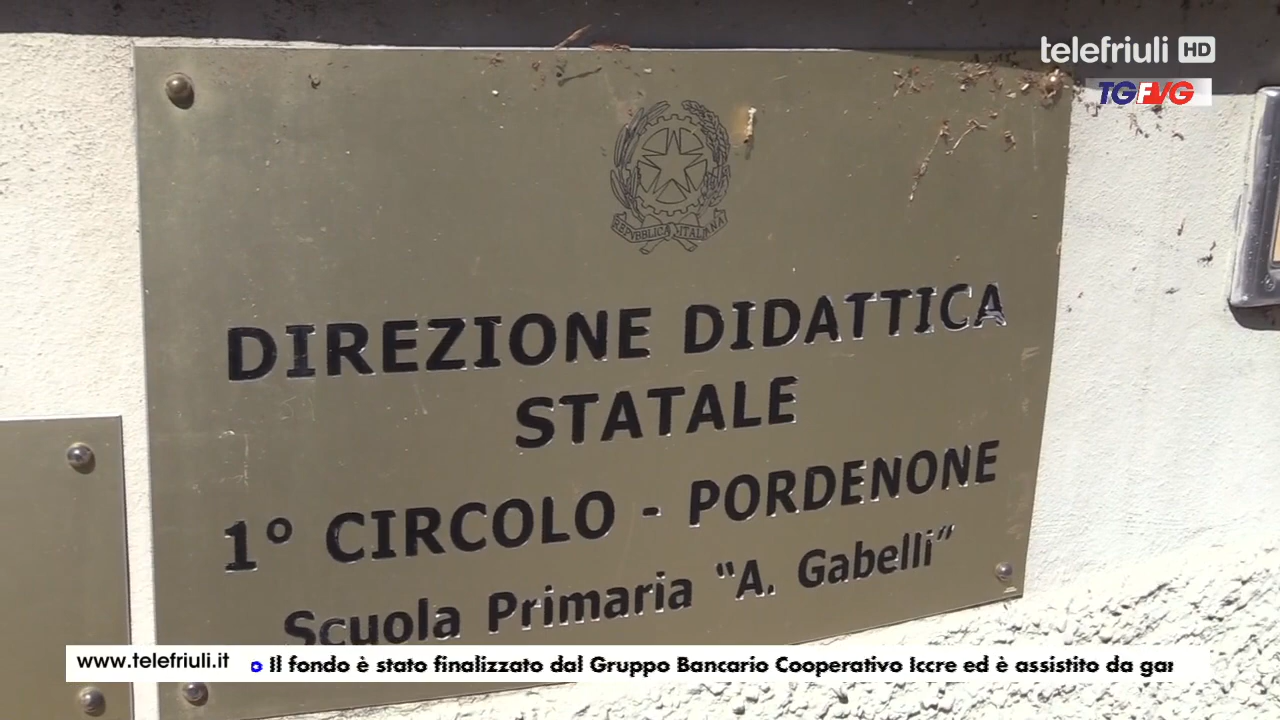 telefriuli HD
TGFVG
REPVBBLICA ITALIANA
DIREZIONE DIDATTICA
STATALE
1° CIRCOLO - PORDENONE
Scuola Primaria “A. Gabelli”
www.telefriuli.it Il fondo è stato finalizzato dal Gruppo Bancario Cooperativo Iccre ed è assistito da